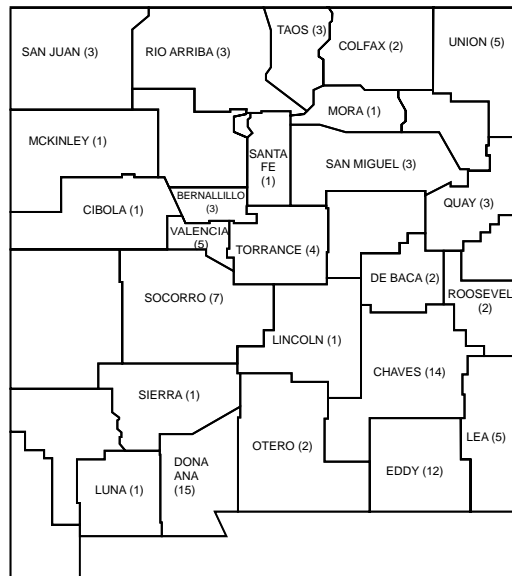 TAOS (3)
SAN JUAN (3)
RIO ARRIBA (3)
COLFAX (2)
UNION (5)
MORA (1)
MCKINLEY (1)
SANTA
FE
(1)
SAN MIGUEL (3)
BERNALLILLO
(3)
CIBOLA (1)
QUAY (3)
VALENCIA
(5)
TORRANCE (4)
DE BACA (2)
ROOSEVEL
(2)
SOCORRO (7)
LINCOLN (1)
CHAVES (14)
SIERRA (1)
OTERO (2)
LEA (5)
DONA
ANA
(15)
EDDY (12)
LUNA (1)